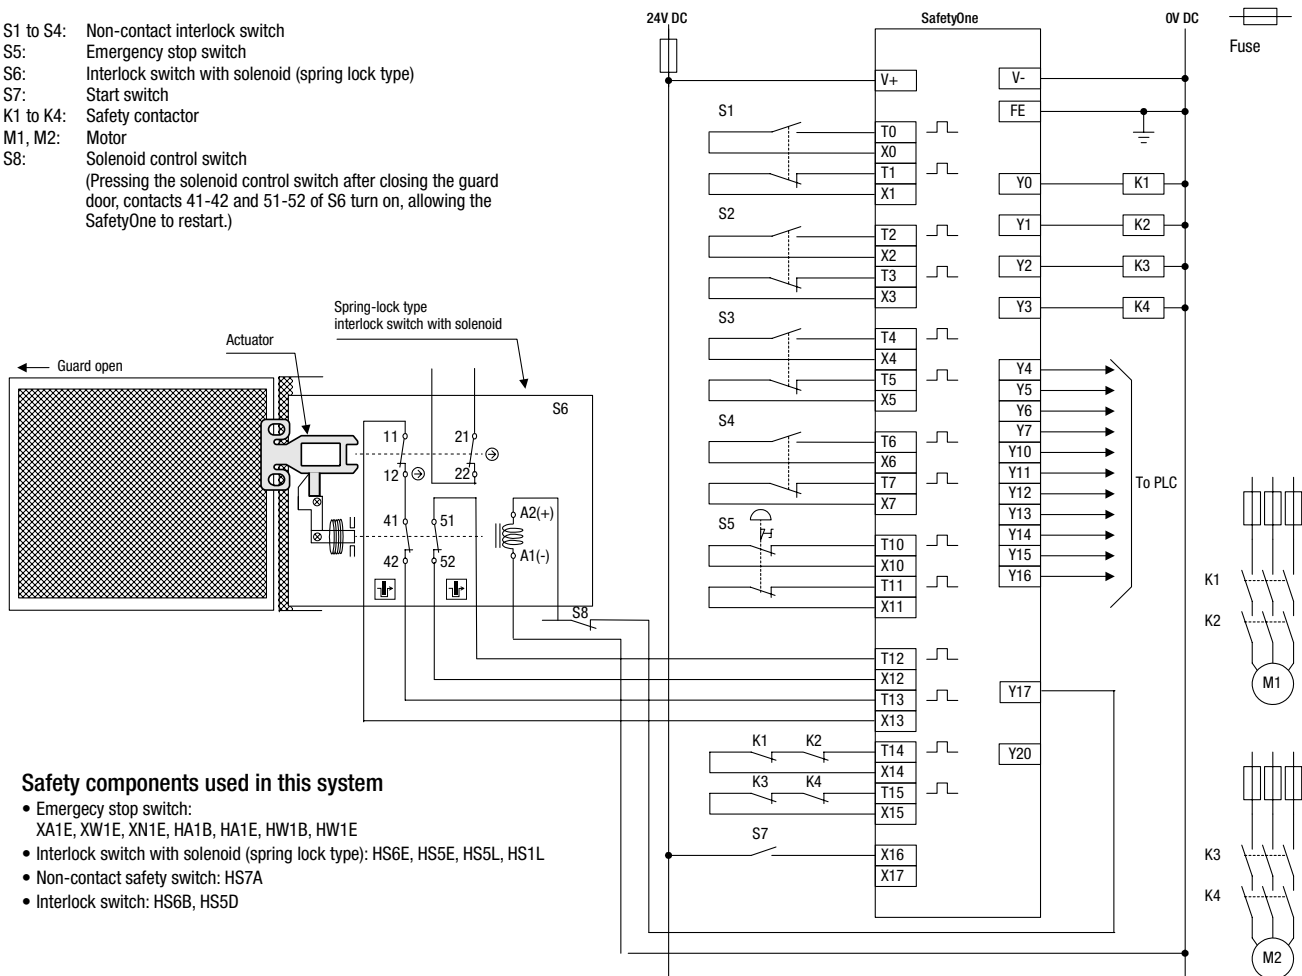 S1 to S4: Non-contact interlock switch
S5: Emergency stop switch
S6: Interlock switch with solenoid (spring lock type)
S7: Start switch
K1 to K4: Safety contactor
M1, M2: Motor
S8: Solenoid control switch
(Pressing the solenoid control switch after closing the guard
door, contacts 41-42 and 51-52 of S6 turn on, allowing the
SafetyOne to restart.)
24V DC
SafetyOne
0V DC
Fuse
V+
V-
FE
S1
T0
X0
T1
X1
Y0
K1
S2
T2
X2
T3
X3
Y1
K2
Y2
K3
Y3
K4
S3
T4
X4
T5
X5
S4
T6
X6
T7
X7
S5
T10
X10
T11
X11
Y4
Y5
Y6
Y7
Y10
Y11
Y12
Y13
Y14
Y15
Y16
To PLC
Spring-lock type
interlock switch with solenoid
Actuator
Guard open
S6
11
21
12
22
41
51
A2(+)
42
52
A1(-)
S8
T12
X12
T13
X13
Y17
K1
K2
T14
X14
Y20
K3
K4
T15
X15
S7
X16
X17
K1
K2
M1
K3
K4
M2
Safety components used in this system
• Emergecy stop switch:
XA1E, XW1E, XN1E, HA1B, HA1E, HW1B, HW1E
• Interlock switch with solenoid (spring lock type): HS6E, HS5E, HS5L, HS1L
• Non-contact safety switch: HS7A
• Interlock switch: HS6B, HS5D